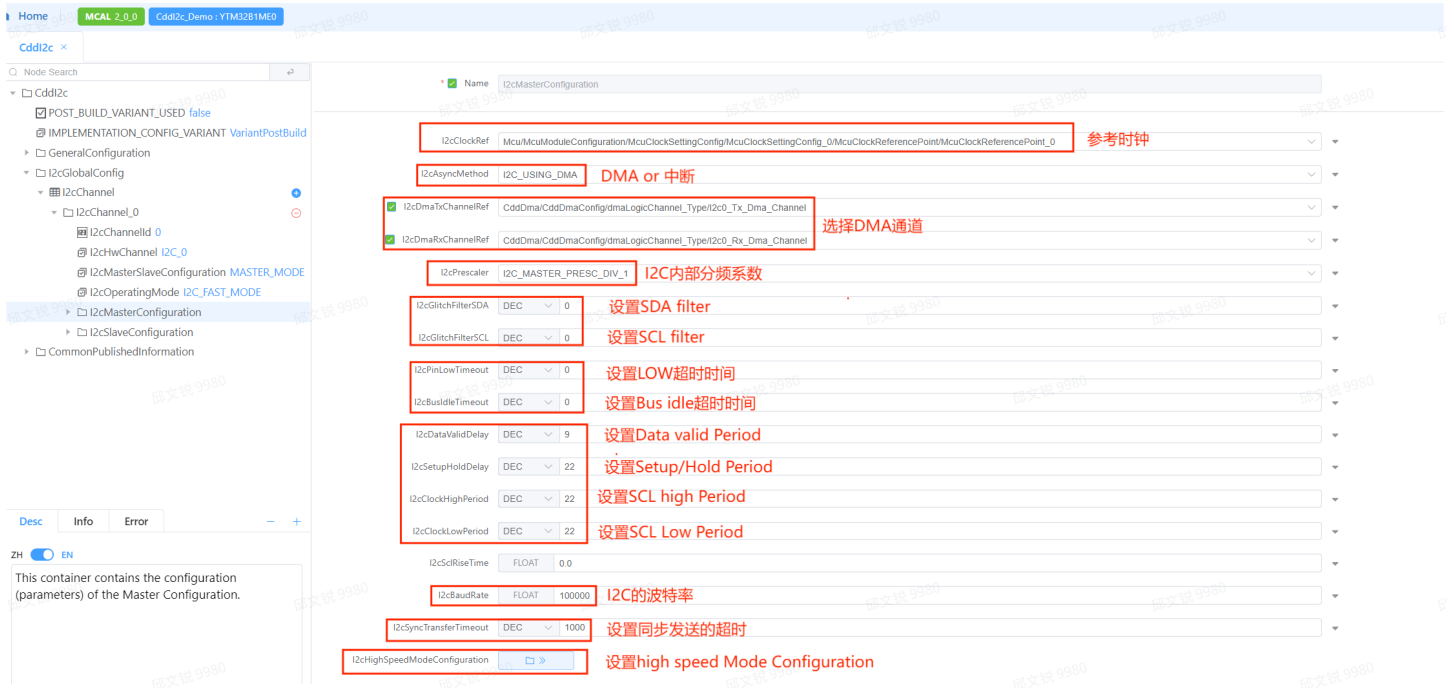 Home MCAL 2_0_0 CddI2c_Demo : YTM32B1ME0
CddI2c ×
Node Search
CddI2c
POST_BUILD_VARIANT_USED false
IMPLEMENTATION_CONFIG_VARIANT VariantPostBuild
GeneralConfiguration
I2cGlobalConfig
I2cChannel
I2cChannel_0
I2cChannelId 0
I2cHwChannel I2C_0
I2cMasterSlaveConfiguration MASTER_MODE
I2cOperatingMode I2C_FAST_MODE
I2cMasterConfiguration
I2cSlaveConfiguration
CommonPublishedInformation
Desc Info Error
ZH EN
This container contains the configuration
(parameters) of the Master Configuration.
* Name I2cMasterConfiguration
I2cClockRef Mcu/McuModuleConfiguration/McuClockSettingConfig/McuClockSettingConfig_0/McuClockReferencePoint/McuClockReferencePoint_0 参考时钟
I2cAsyncMethod I2C_USING_DMA DMA or 中断
I2cDmaTxChannelRef CddDma/CddDmaConfig/dmaLogicChannel_Type/I2c0_Tx_Dma_Channel
选择DMA通道
I2cDmaRxChannelRef CddDma/CddDmaConfig/dmaLogicChannel_Type/I2c0_Rx_Dma_Channel
I2cPrescaler I2C_MASTER_PRESC_DIV_1 I2C内部分频系数
I2cGlitchFilterSDA DEC 0 设置SDA filter
I2cGlitchFilterSCL DEC 0 设置SCL filter
I2cPinLowTimeout DEC 0 设置LOW超时时间
I2cBusIdleTimeout DEC 0 设置Bus idle超时时间
I2cDataValidDelay DEC 9 设置Data valid Period
I2cSetupHoldDelay DEC 22 设置Setup/Hold Period
I2cClockHighPeriod DEC 22 设置SCL high Period
I2cClockLowPeriod DEC 22 设置SCL Low Period
I2cSclRiseTime FLOAT 0.0
I2cBaudRate FLOAT 100000 I2C的波特率
I2cSyncTransferTimeout DEC 1000 设置同步发送的超时
I2cHighSpeedModeConfiguration 设置high speed Mode Configuration
邱文锐 9980